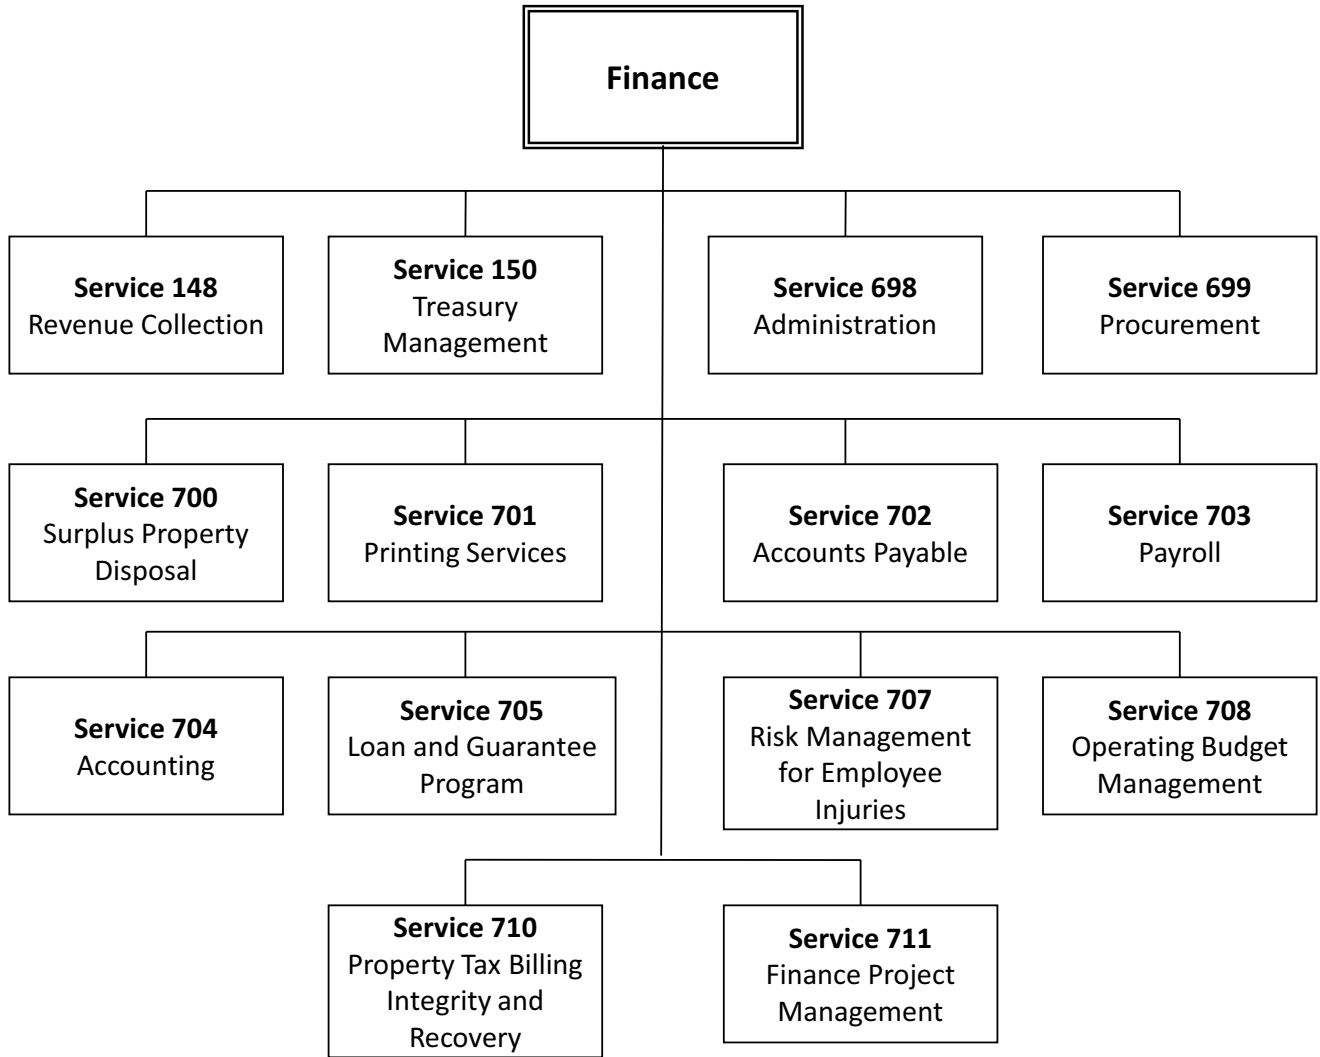 Finance
Service 148
Revenue Collection
Service 150
Treasury
Management
Service 698
Administration
Service 699
Procurement
Service 700
Surplus Property
Disposal
Service 701
Printing Services
Service 702
Accounts Payable
Service 703
Payroll
Service 704
Accounting
Service 705
Loan and Guarantee
Program
Service 707
Risk Management
for Employee
Injuries
Service 708
Operating Budget
Management
Service 710
Property Tax Billing
Integrity and
Recovery
Service 711
Finance Project
Management